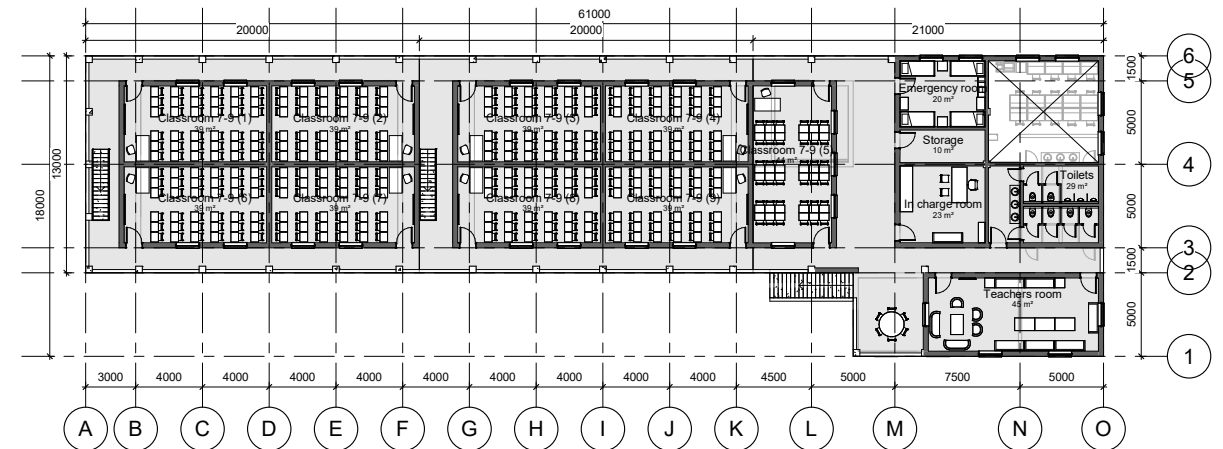 61000
20000
20000
21000
6
5
4
3
2
1
1500
5000
5000
1500
5000
13000
18000
Emergency room
20 m²
Classroom 7-9 (1)
39 m²
Classroom 7-9 (2)
39 m²
Classroom 7-9 (3)
39 m²
Classroom 7-9 (4)
39 m²
Storage
10 m²
Classroom 7-9 (5
44 m²
Toilets
29 m²
Classroom 7-9 (6)
39 m²
Classroom 7-9 (7)
39 m²
Classroom 7-9 (8)
39 m²
Classroom 7-9 (9)
39 m²
In charge room
23 m²
Teachers room
45 m²
3000
4000
4000
4000
4000
4000
4000
4000
4000
4000
4500
5000
7500
5000
A
B
C
D
E
F
G
H
I
J
K
L
M
N
O